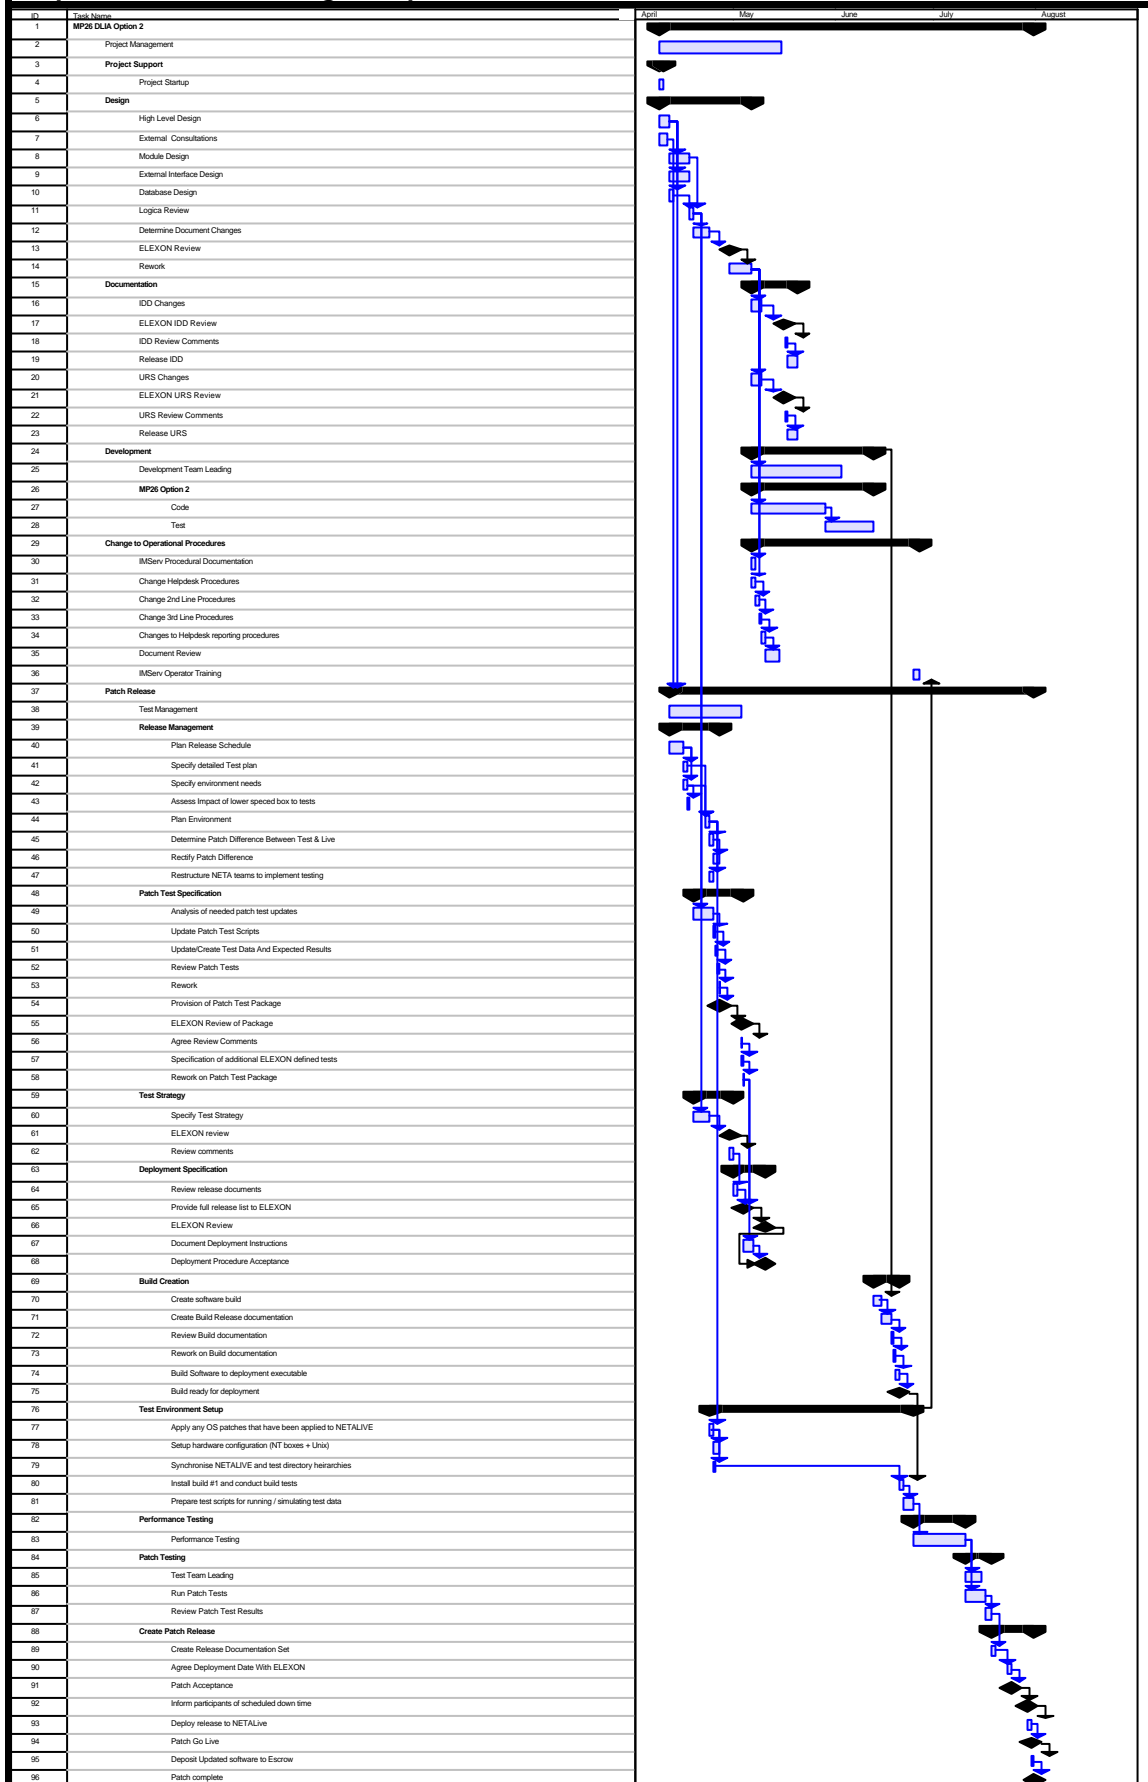 ID Task Name April May June July August
1 MP26 DLIA Option 2
2 Project Management
3 Project Support
4 Project Startup
5 Design
6 High Level Design
7 External Consultations
8 Module Design
9 External Interface Design
10 Database Design
11 Logica Review
12 Determine Document Changes
13 ELEXON Review
14 Rework
15 Documentation
16 IDD Changes
17 ELEXON IDD Review
18 IDD Review Comments
19 Release IDD
20 URS Changes
21 ELEXON URS Review
22 URS Review Comments
23 Release URS
24 Development
25 Development Team Leading
26 MP26 Option 2
27 Code
28 Test
29 Change to Operational Procedures
30 IMServ Procedural Documentation
31 Change Helpdesk Procedures
32 Change 2nd Line Procedures
33 Change 3rd Line Procedures
34 Changes to Helpdesk reporting procedures
35 Document Review
36 IMServ Operator Training
37 Patch Release
38 Test Management
39 Release Management
40 Plan Release Schedule
41 Specify detailed Test plan
42 Specify environment needs
43 Assess Impact of lower speced box to tests
44 Plan Environment
45 Determine Patch Difference Between Test & Live
46 Rectify Patch Difference
47 Restructure NETA teams to implement testing
48 Patch Test Specification
49 Analysis of needed patch test updates
50 Update Patch Test Scripts
51 Update/Create Test Data And Expected Results
52 Review Patch Tests
53 Rework
54 Provision of Patch Test Package
55 ELEXON Review of Package
56 Agree Review Comments
57 Specification of additional ELEXON defined tests
58 Rework on Patch Test Package
59 Test Strategy
60 Specify Test Strategy
61 ELEXON review
62 Review comments
63 Deployment Specification
64 Review release documents
65 Provide full release list to ELEXON
66 ELEXON Review
67 Document Deployment Instructions
68 Deployment Procedure Acceptance
69 Build Creation
70 Create software build
71 Create Build Release documentation
72 Review Build documentation
73 Rework on Build documentation
74 Build Software to deployment executable
75 Build ready for deployment
76 Test Environment Setup
77 Apply any OS patches that have been applied to NETALIVE
78 Setup hardware configuration (NT boxes + Unix)
79 Synchronise NETALIVE and test directory heirarchies
80 Install build #1 and conduct build tests
81 Prepare test scripts for running / simulating test data
82 Performance Testing
83 Performance Testing
84 Patch Testing
85 Test Team Leading
86 Run Patch Tests
87 Review Patch Test Results
88 Create Patch Release
89 Create Release Documentation Set
90 Agree Deployment Date With ELEXON
91 Patch Acceptance
92 Inform participants of scheduled down time
93 Deploy release to NETALive
94 Patch Go Live
95 Deposit Updated software to Escrow
96 Patch complete